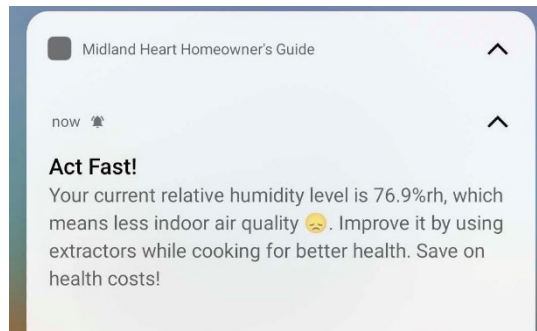 Midland Heart Homeowner's Guide
now
Act Fast!
Your current relative humidity level is 76.9%rh, which
means less indoor air quality 😞. Improve it by using
extractors while cooking for better health. Save on
health costs!